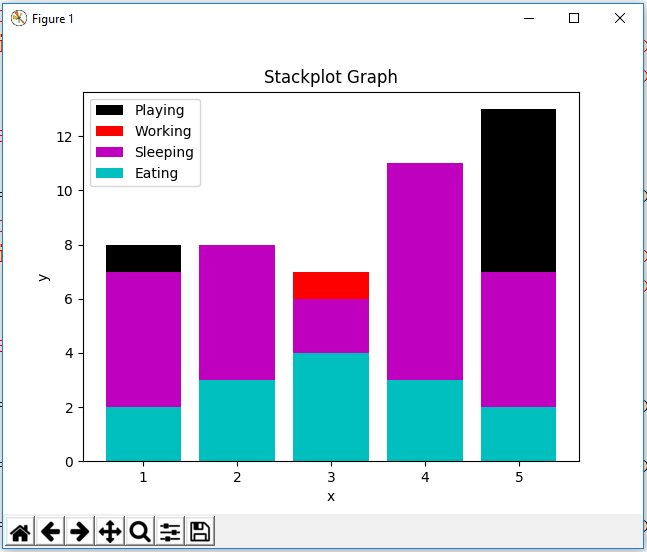 Figure 1
Stackplot Graph
Playing
Working
Sleeping
Eating
12
10
8
6
4
2
0
y
1 2 3 4 5
x